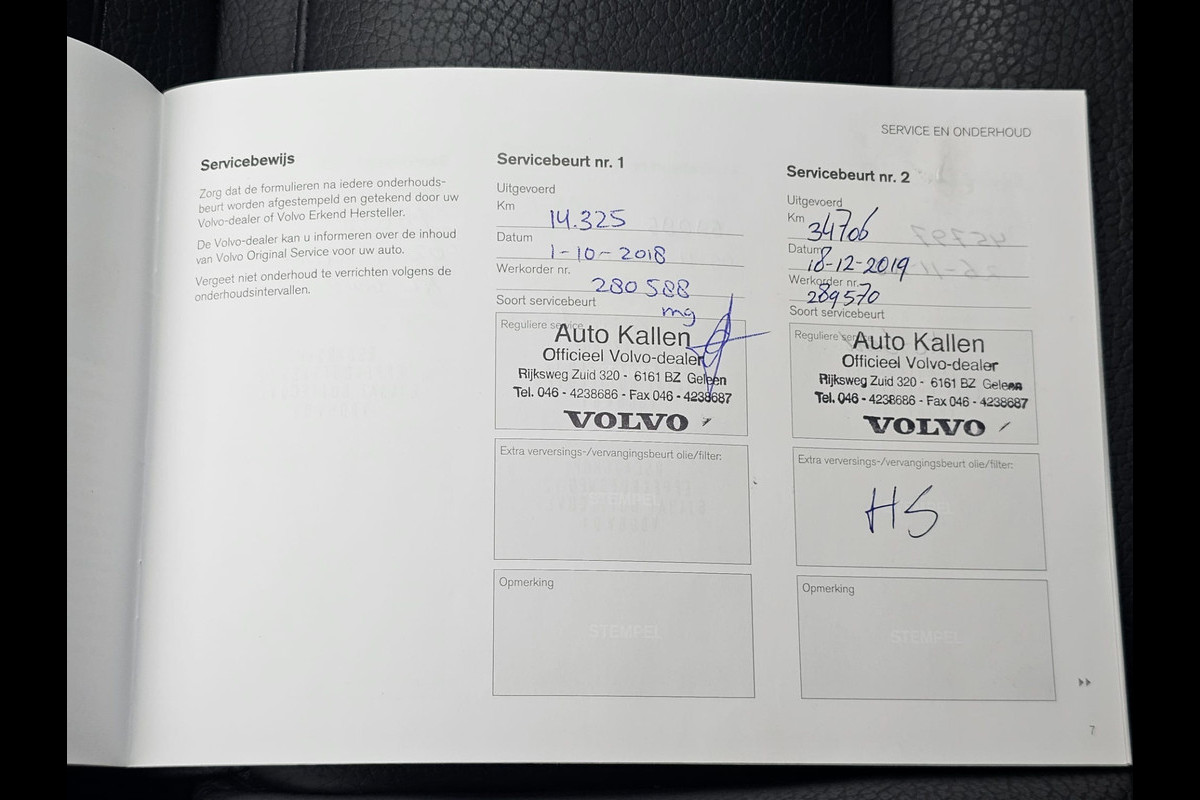 SERVICE EN ONDERHOUD
Servicebewijs
Zorg dat de formulieren na iedere onderhouds-
beurt worden afgestempeld en getekend door uw
Volvo-dealer of Volvo Erkend Hersteller.
De Volvo-dealer kan u informeren over de inhoud
van Volvo Original Service voor uw auto.
Vergeet niet onderhoud te verrichten volgens de
onderhoudsintervallen.
Servicebeurt nr. 1
Uitgevoerd
Km 14.325
Datum 1-10-2018
Werkorder nr. 280588
Soort servicebeurt
mg
Reguliere service
Auto Kallen
Officieel Volvo-dealer
Rijksweg Zuid 320 - 6161 BZ Geleen
Tel. 046 - 4238686 - Fax 046 - 4238687
VOLVO
Extra verversings-/vervangingsbeurt olie/filter:
STEMPEL
Opmerking
STEMPEL
Servicebeurt nr. 2
Uitgevoerd
Km 34706
Datum 18-12-2019
Werkorder nr. 289570
Soort servicebeurt
Reguliere
Auto Kallen
Officieel Volvo-dealer
Rijksweg Zuid 320 - 6161 BZ Geleen
Tel. 046 - 4238686 - Fax 046 - 4238687
VOLVO
Extra verversings-/vervangingsbeurt olie/filter:
HS
Opmerking
STEMPEL
7